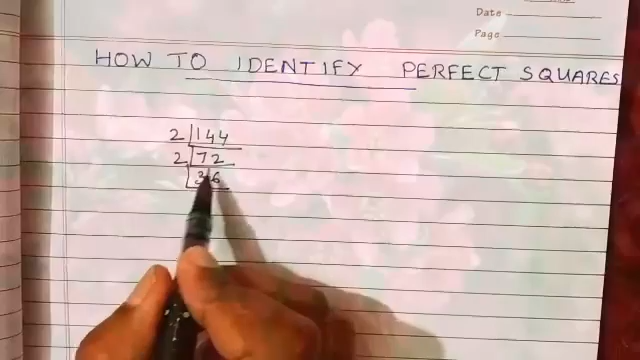 Date
Page
HOW TO IDENTIFY PERFECT SQUARES
2 144
2 72
36